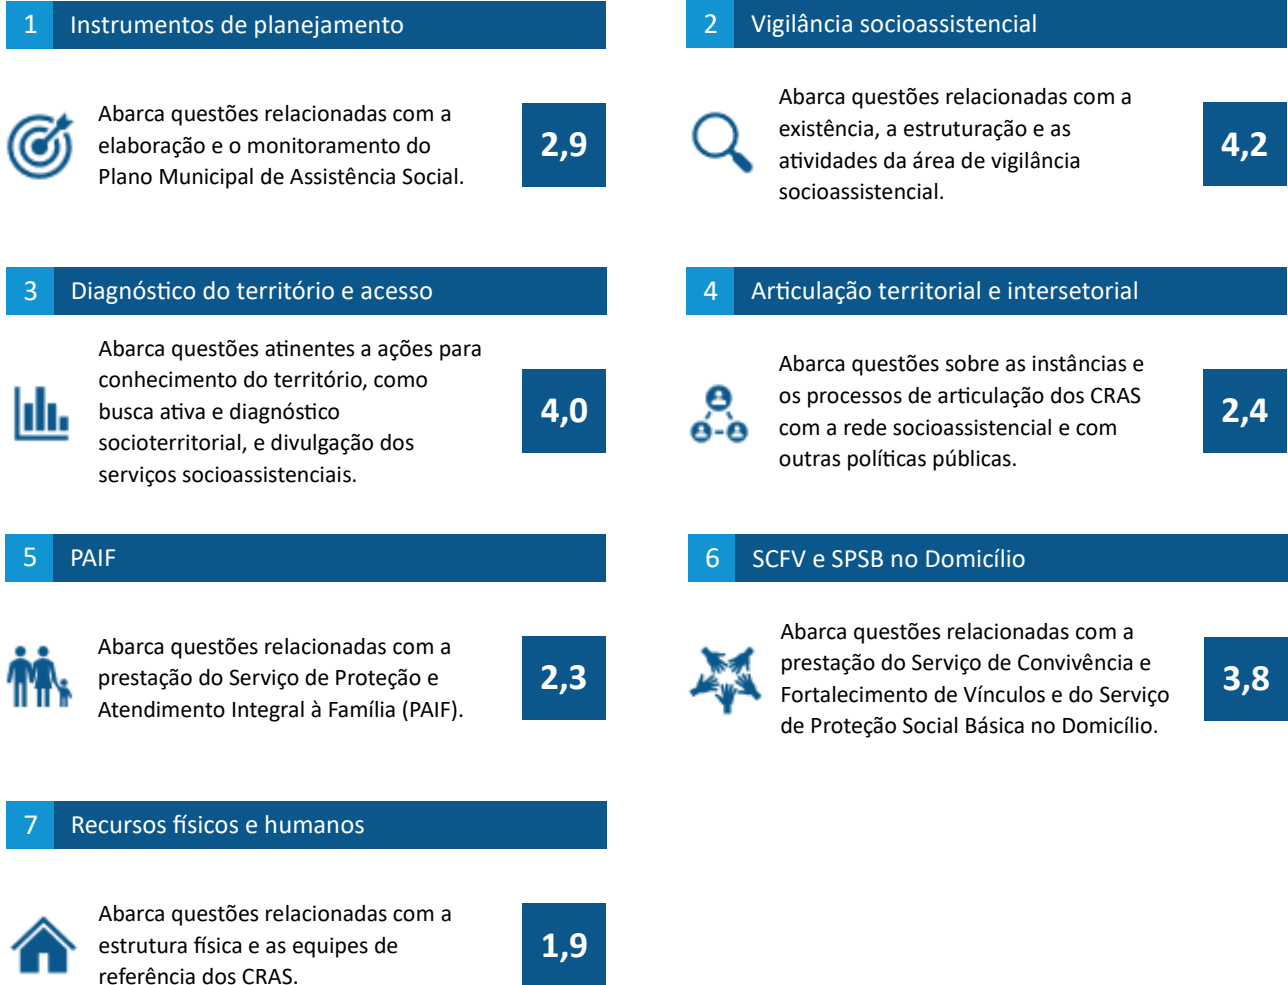 1 Instrumentos de planejamento
Abarca questões relacionadas com a
elaboração e o monitoramento do
Plano Municipal de Assistência Social.
2,9
2 Vigilância socioassistencial
Abarca questões relacionadas com a
existência, a estruturação e as
atividades da área de vigilância
socioassistencial.
4,2
3 Diagnóstico do território e acesso
Abarca questões atinentes a ações para
conhecimento do território, como
busca ativa e diagnóstico
socioterritorial, e divulgação dos
serviços socioassistenciais.
4,0
4 Articulação territorial e intersetorial
Abarca questões sobre as instâncias e
os processos de articulação dos CRAS
com a rede socioassistencial e com
outras políticas públicas.
2,4
5 PAIF
Abarca questões relacionadas com a
prestação do Serviço de Proteção e
Atendimento Integral à Família (PAIF).
2,3
6 SCFV e SPSB no Domicílio
Abarca questões relacionadas com a
prestação do Serviço de Convivência e
Fortalecimento de Vínculos e do Serviço
de Proteção Social Básica no Domicílio.
3,8
7 Recursos físicos e humanos
Abarca questões relacionadas com a
estrutura física e as equipes de
referência dos CRAS.
1,9